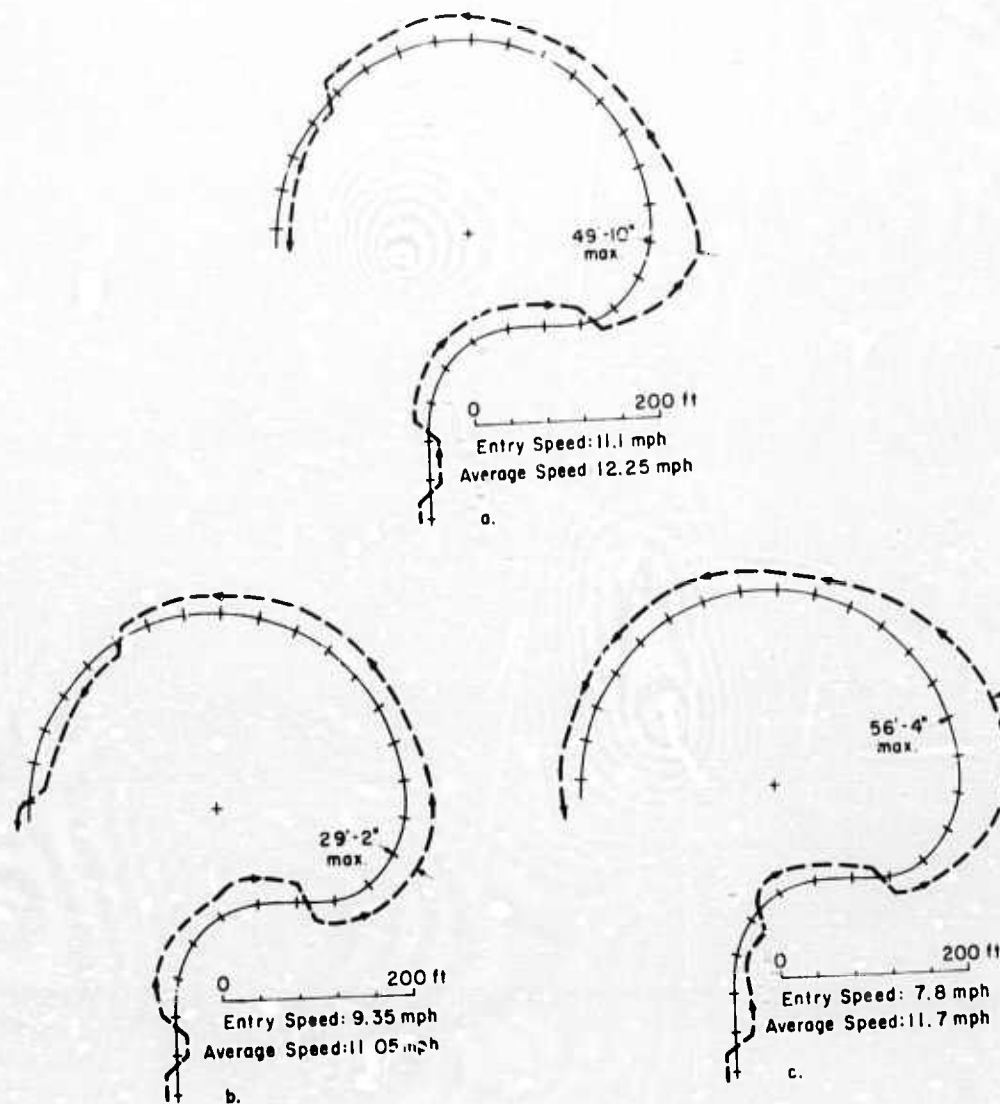 49'-10"
max
0 200 ft
Entry Speed: 11.1 mph
Average Speed 12.25 mph
a.
29'-2"
max.
0 200 ft
Entry Speed: 9.35 mph
Average Speed: 11 05 mph
b.
56'-4"
max.
0 200 ft
Entry Speed: 7.8 mph
Average Speed: 11.7 mph
c.